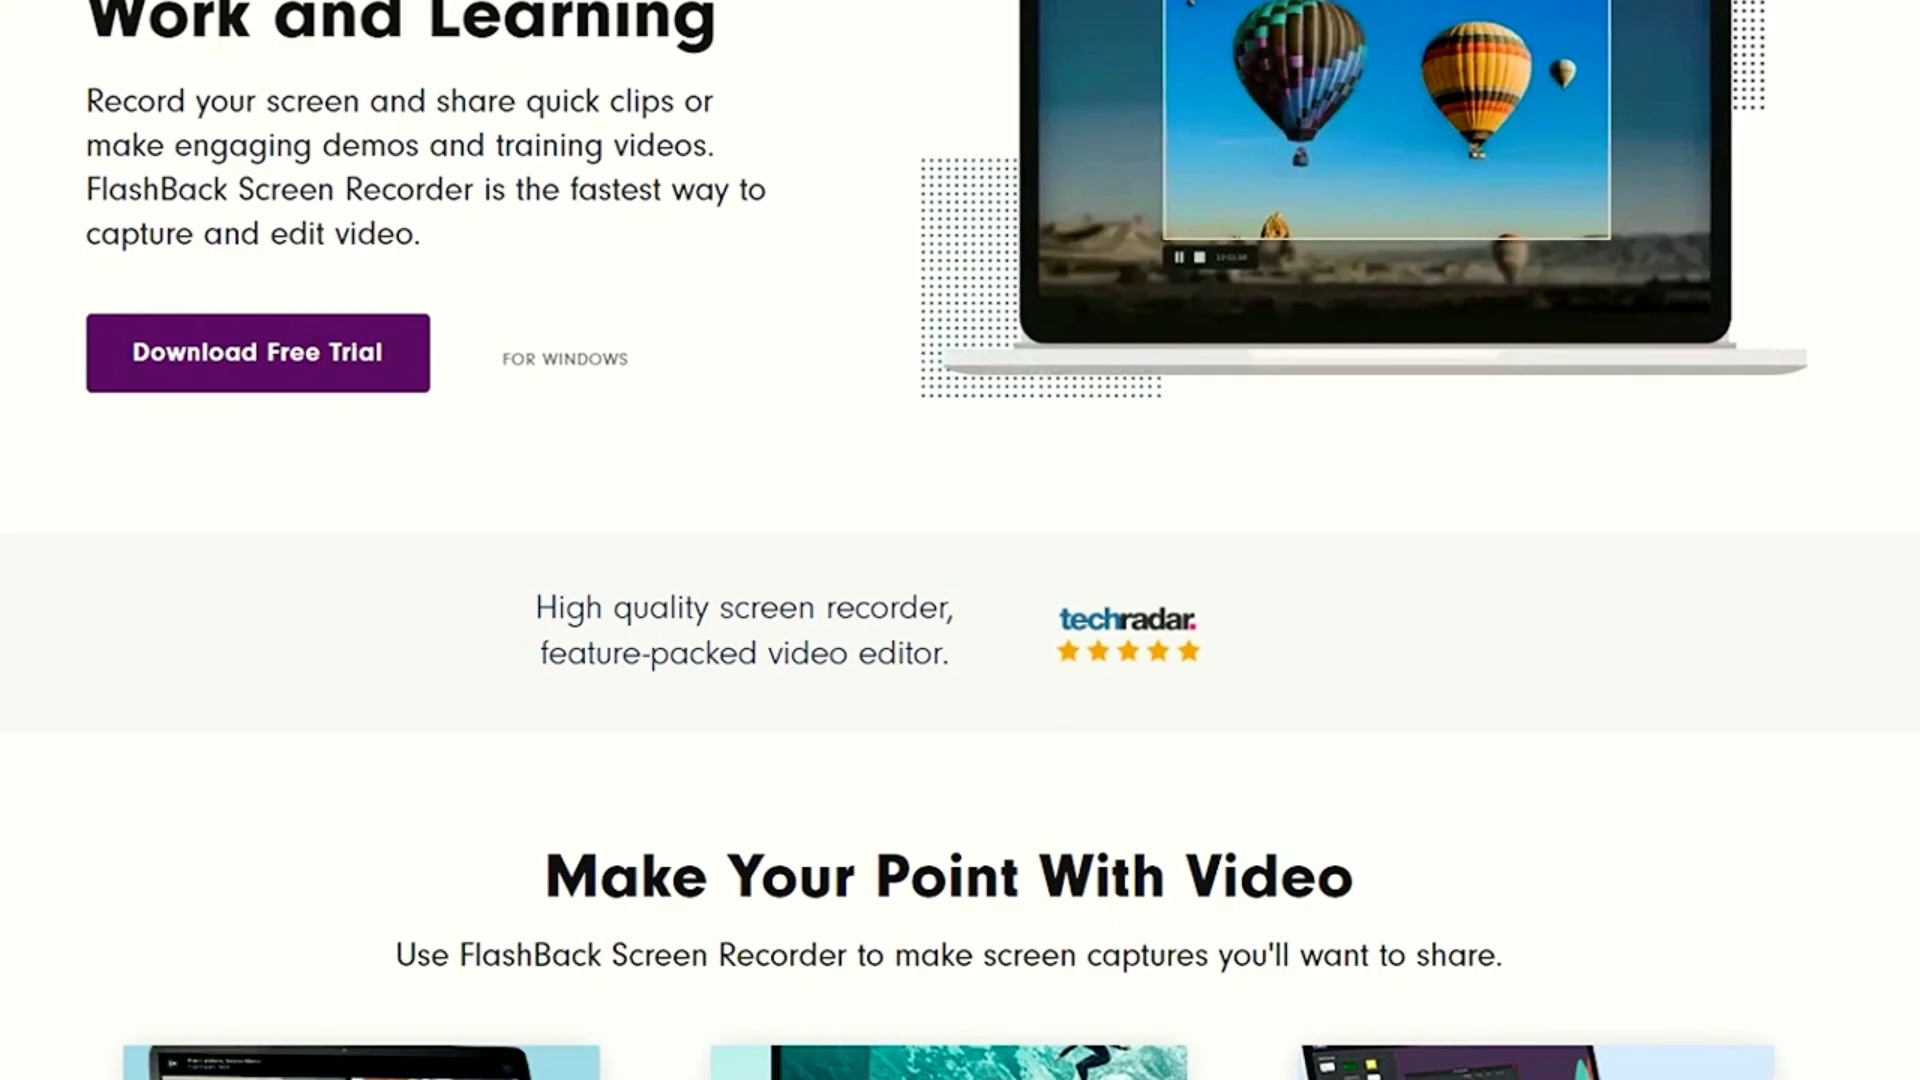 Work and Learning
Record your screen and share quick clips or
make engaging demos and training videos.
FlashBack Screen Recorder is the fastest way to
capture and edit video.
Download Free Trial
FOR WINDOWS
High quality screen recorder,
feature-packed video editor.
techradar.
Make Your Point With Video
Use FlashBack Screen Recorder to make screen captures you'll want to share.